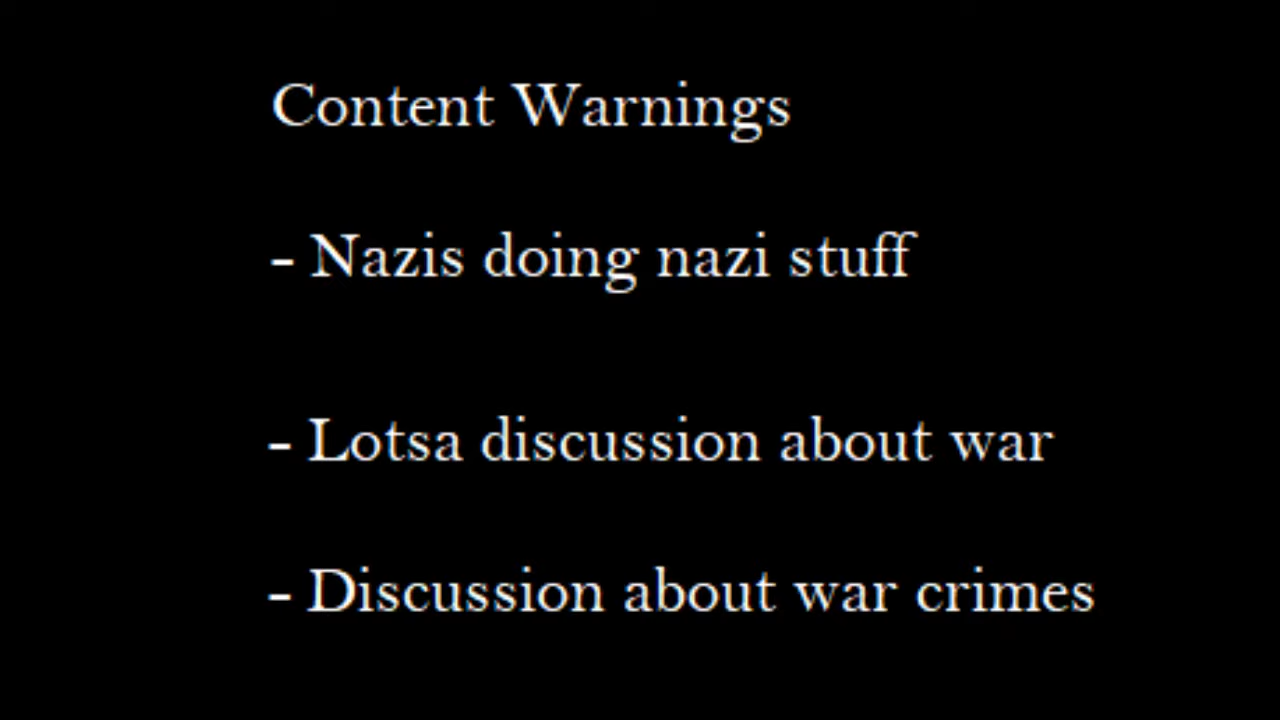 Content Warnings
- Nazis doing nazi stuff
- Lotsa discussion about war
- Discussion about war crimes